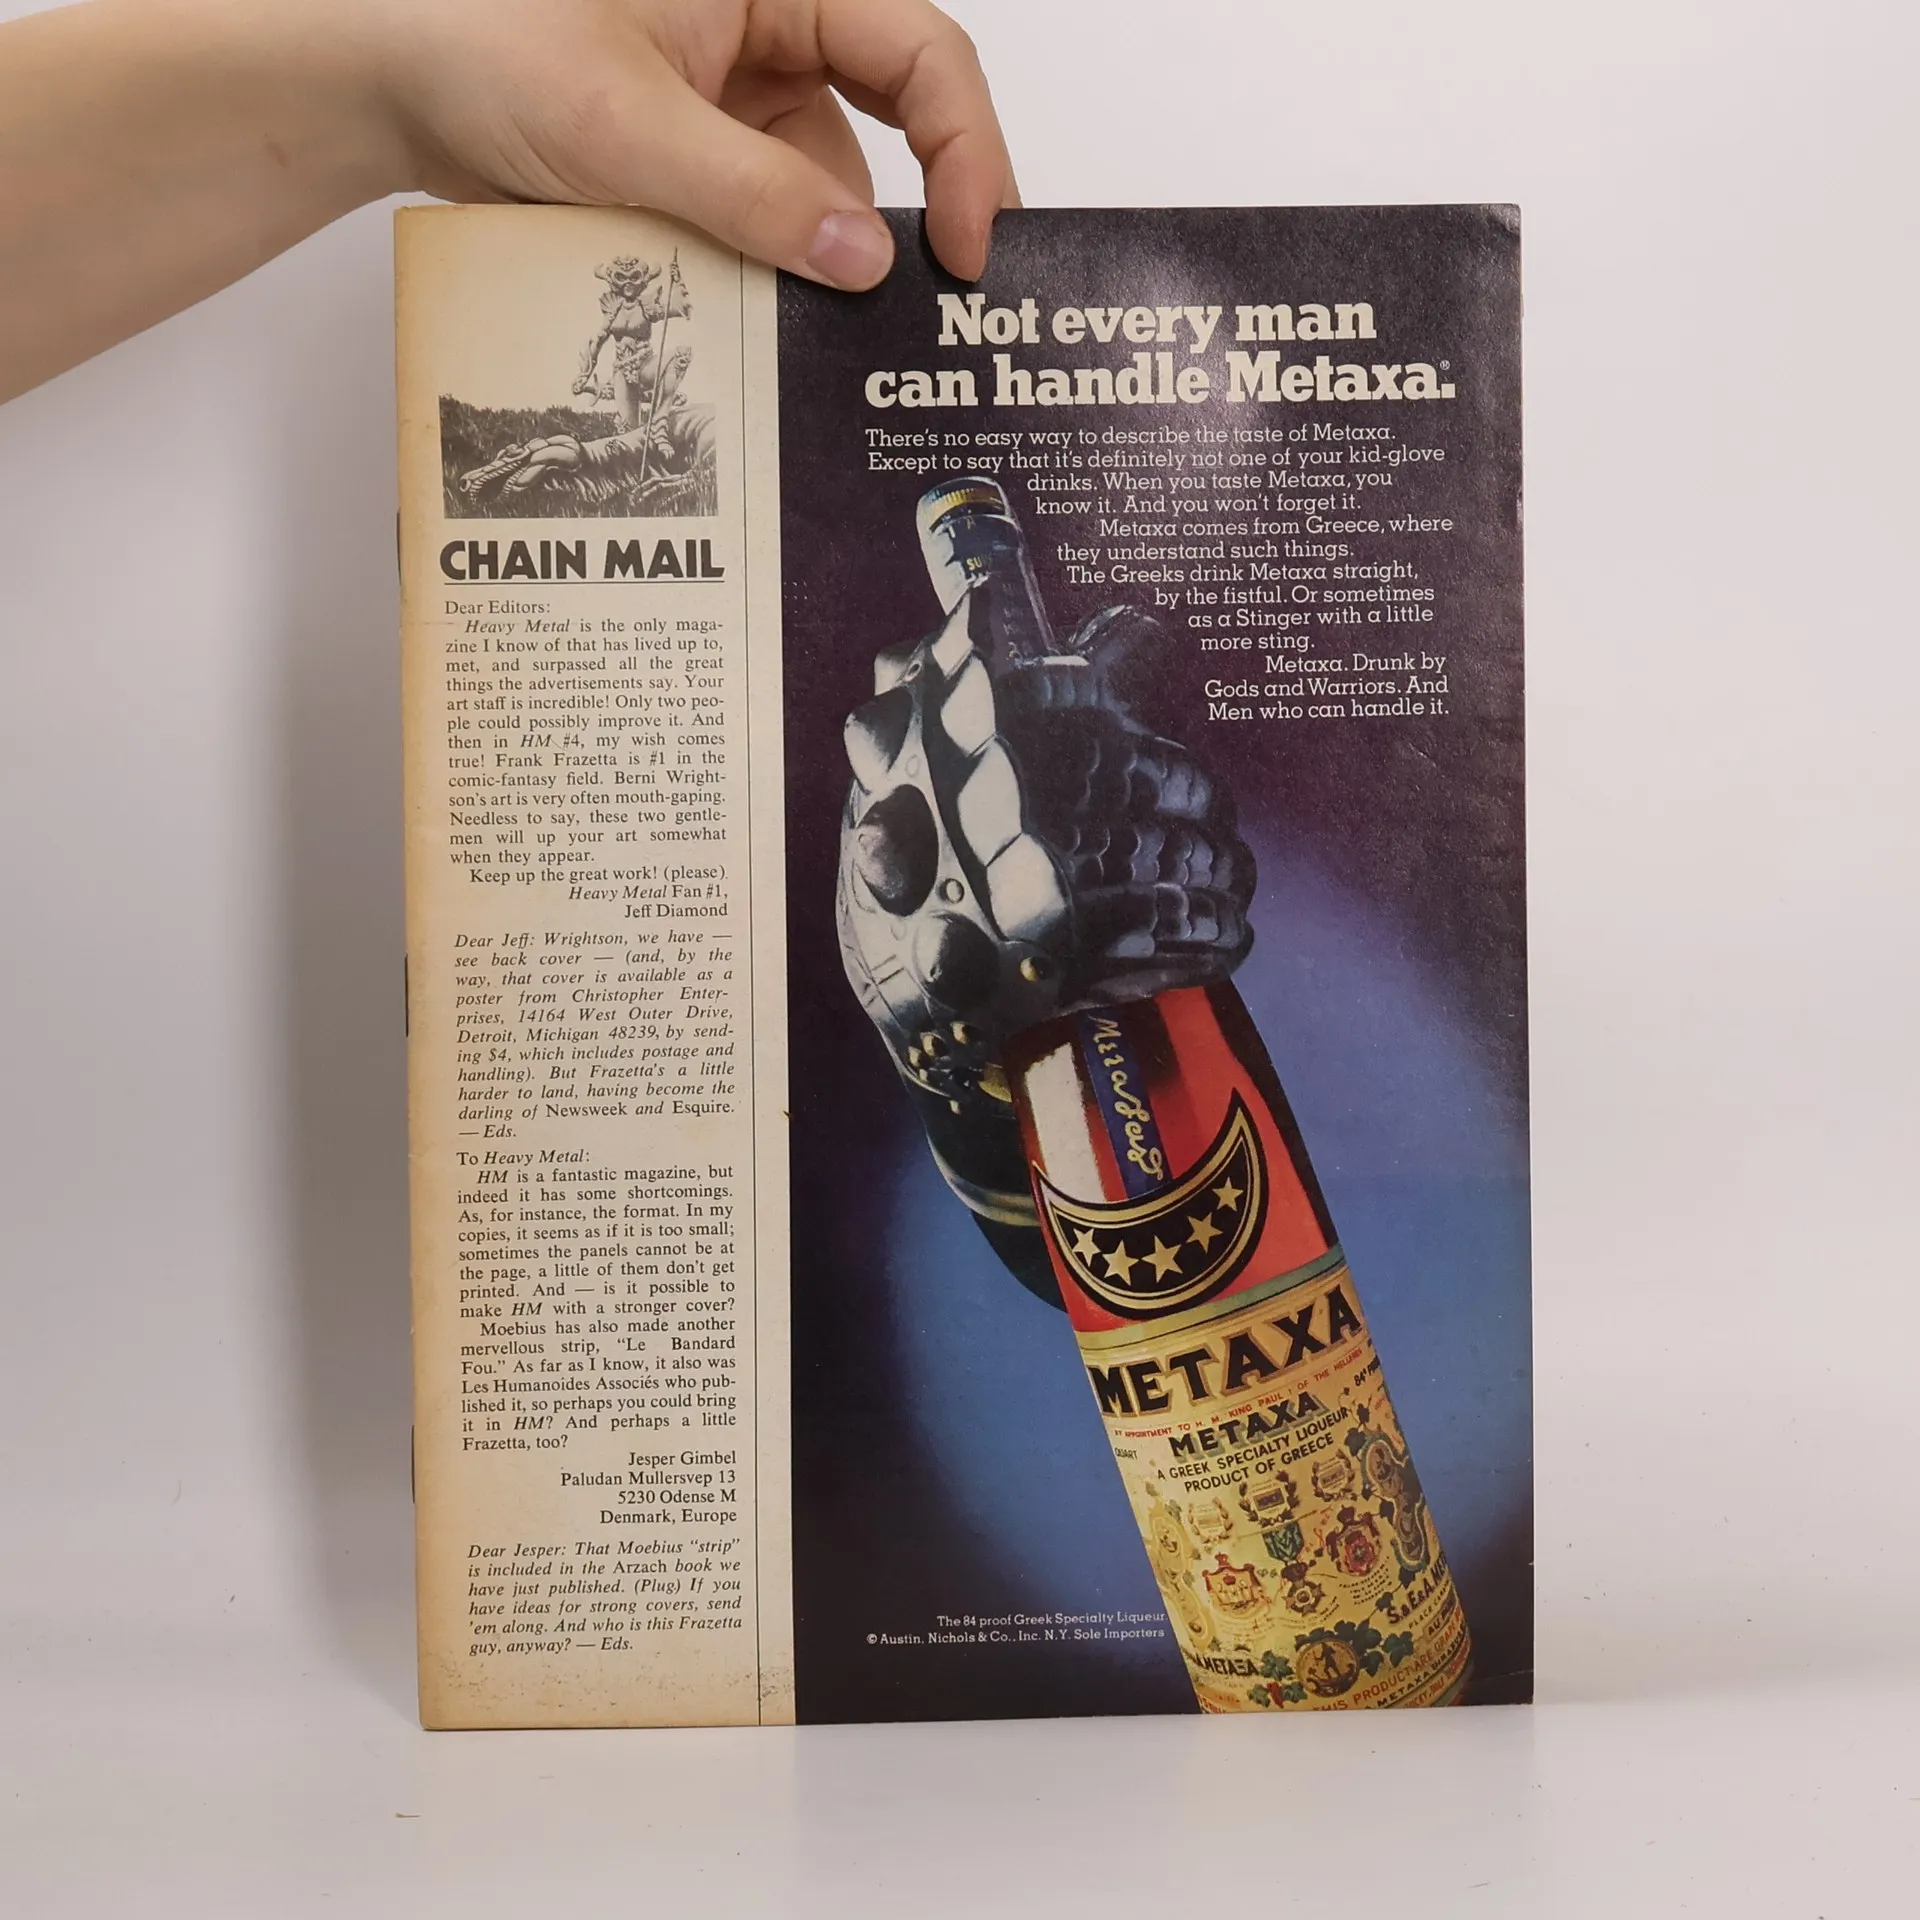 CHAIN MAIL
Dear Editors:
Heavy Metal is the only maga-
zine I know of that has lived up to,
met, and surpassed all the great
things the advertisements say. Your
art staff is incredible! Only two peo-
ple could possibly improve it. And
then in HM #4, my wish comes
true! Frank Frazetta is #1 in the
comic-fantasy field. Berni Wright-
son's art is very often mouth-gaping.
Needless to say, these two gentle-
men will up your art somewhat
when they appear.
Keep up the great work! (please)
Heavy Metal Fan #1,
Jeff Diamond
Dear Jeff: Wrightson, we have —
see back cover — (and, by the
way, that cover is available as a
poster from Christopher Enter-
prises, 14164 West Outer Drive,
Detroit, Michigan 48239, by send-
ing $4, which includes postage and
handling). But Frazetta's a little
harder to land, having become the
darling of Newsweek and Esquire.
— Eds.
To Heavy Metal:
HM is a fantastic magazine, but
indeed it has some shortcomings.
As, for instance, the format. In my
copies, it seems as if it is too small;
sometimes the panels cannot be at
the page, a little of them don't get
printed. And — is it possible to
make HM with a stronger cover?
Moebius has also made another
mervellous strip, "Le Bandard
Fou." As far as I know, it also was
Les Humanoides Associés who pub-
lished it, so perhaps you could bring
it in HM? And perhaps a little
Frazetta, too?
Jesper Gimbel
Paludan Mullersvep 13
5230 Odense M
Denmark, Europe
Dear Jesper: That Moebius "strip"
is included in the Arzach book we
have just published. (Plug.) If you
have ideas for strong covers, send
'em along. And who is this Frazetta
guy, anyway? — Eds.
Not every man
can handle Metaxa.®
There's no easy way to describe the taste of Metaxa.
Except to say that it's definitely not one of your kid-glove
drinks. When you taste Metaxa, you
know it. And you won't forget it.
Metaxa comes from Greece, where
they understand such things.
The Greeks drink Metaxa straight,
by the fistful. Or sometimes
as a Stinger with a little
more sting.
Metaxa. Drunk by
Gods and Warriors. And
Men who can handle it.
METAXA
BY APPOINTMENT TO H. M. KING PAUL I OF THE HELLENES
84° PROOF
QUART
METAXA
A GREEK SPECIALTY LIQUEUR
PRODUCT OF GREECE
S.&E.&A. MET
METAXA
THIS PRODUCT
The 84 proof Greek Specialty Liqueur.
© Austin, Nichols & Co., Inc. N.Y. Sole Importers